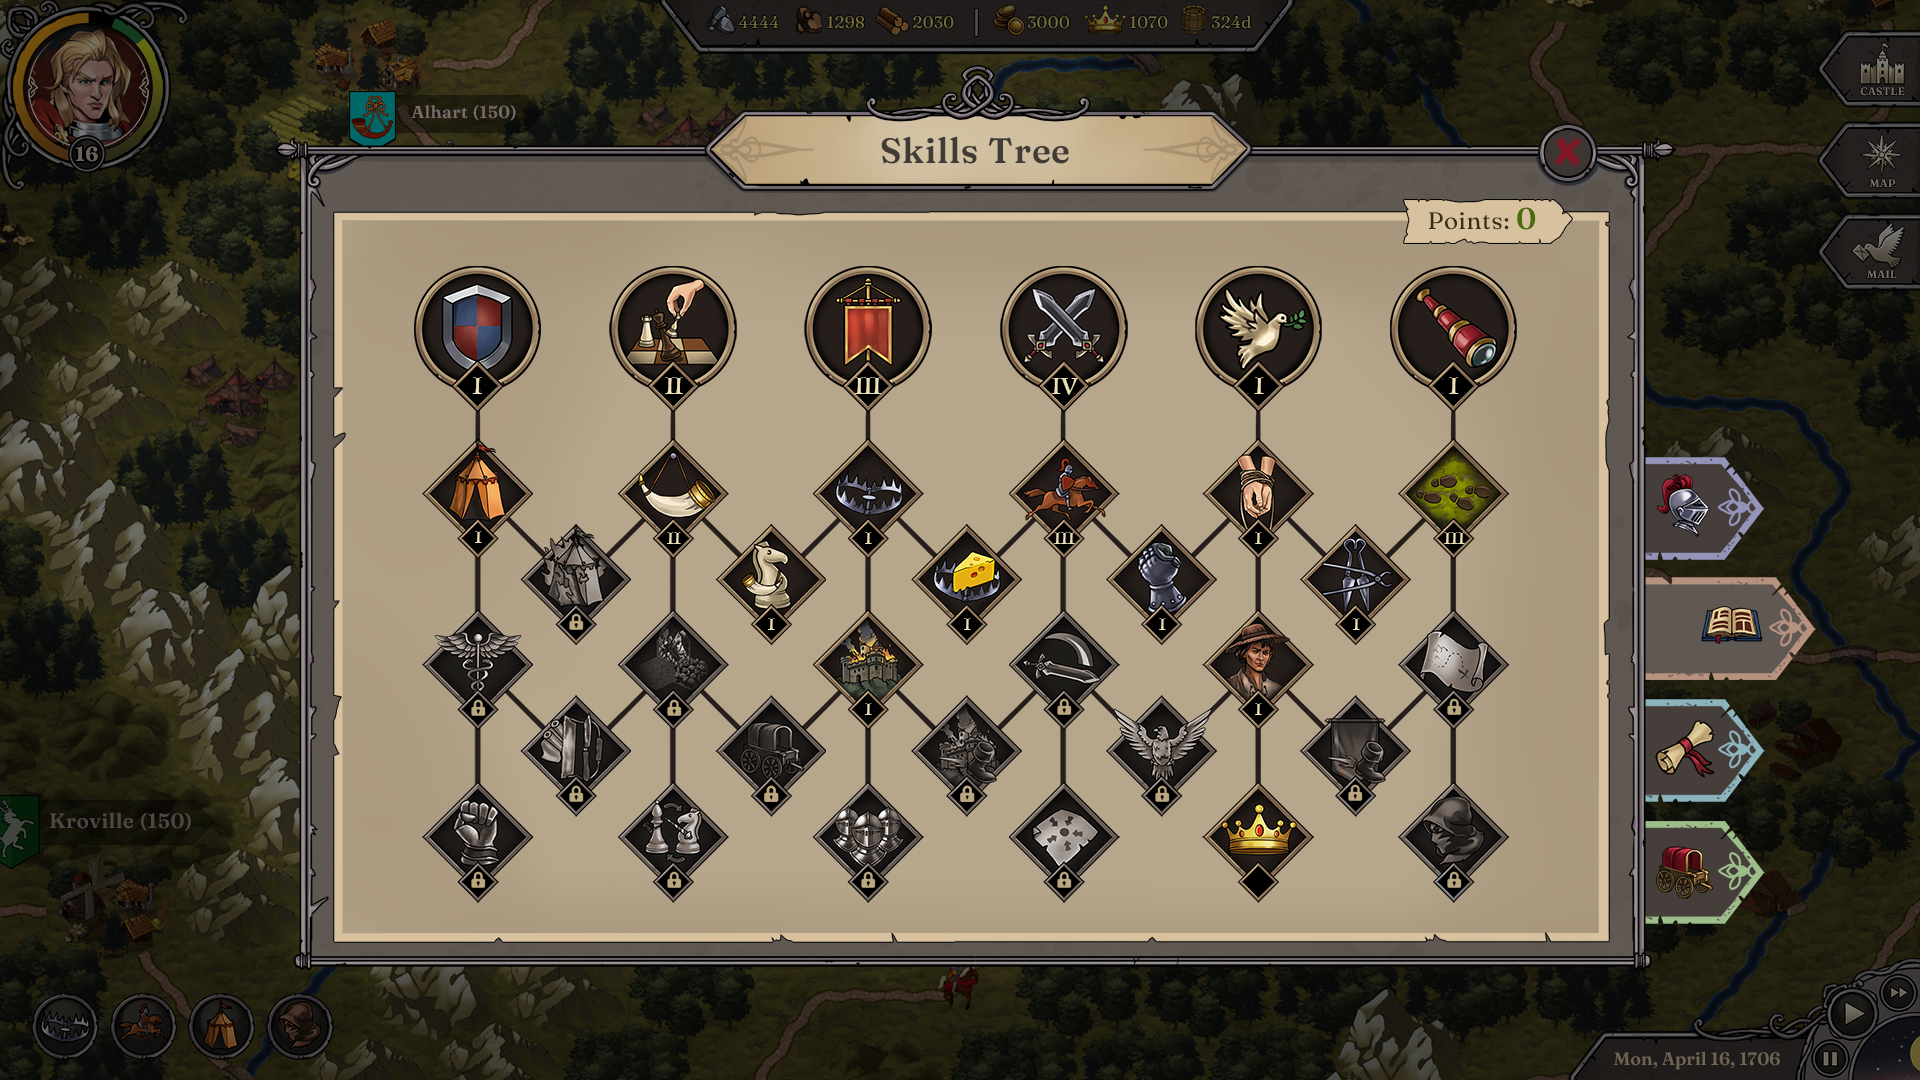 4444 1298 2030 3000 1070 324d
CASTLE
Alhart (150)
16
Skills Tree
MAP
Points: 0
MAIL
I II III IV I I
I II I III I III
I I I I
I I
Kroville (150)
Mon, April 16, 1706